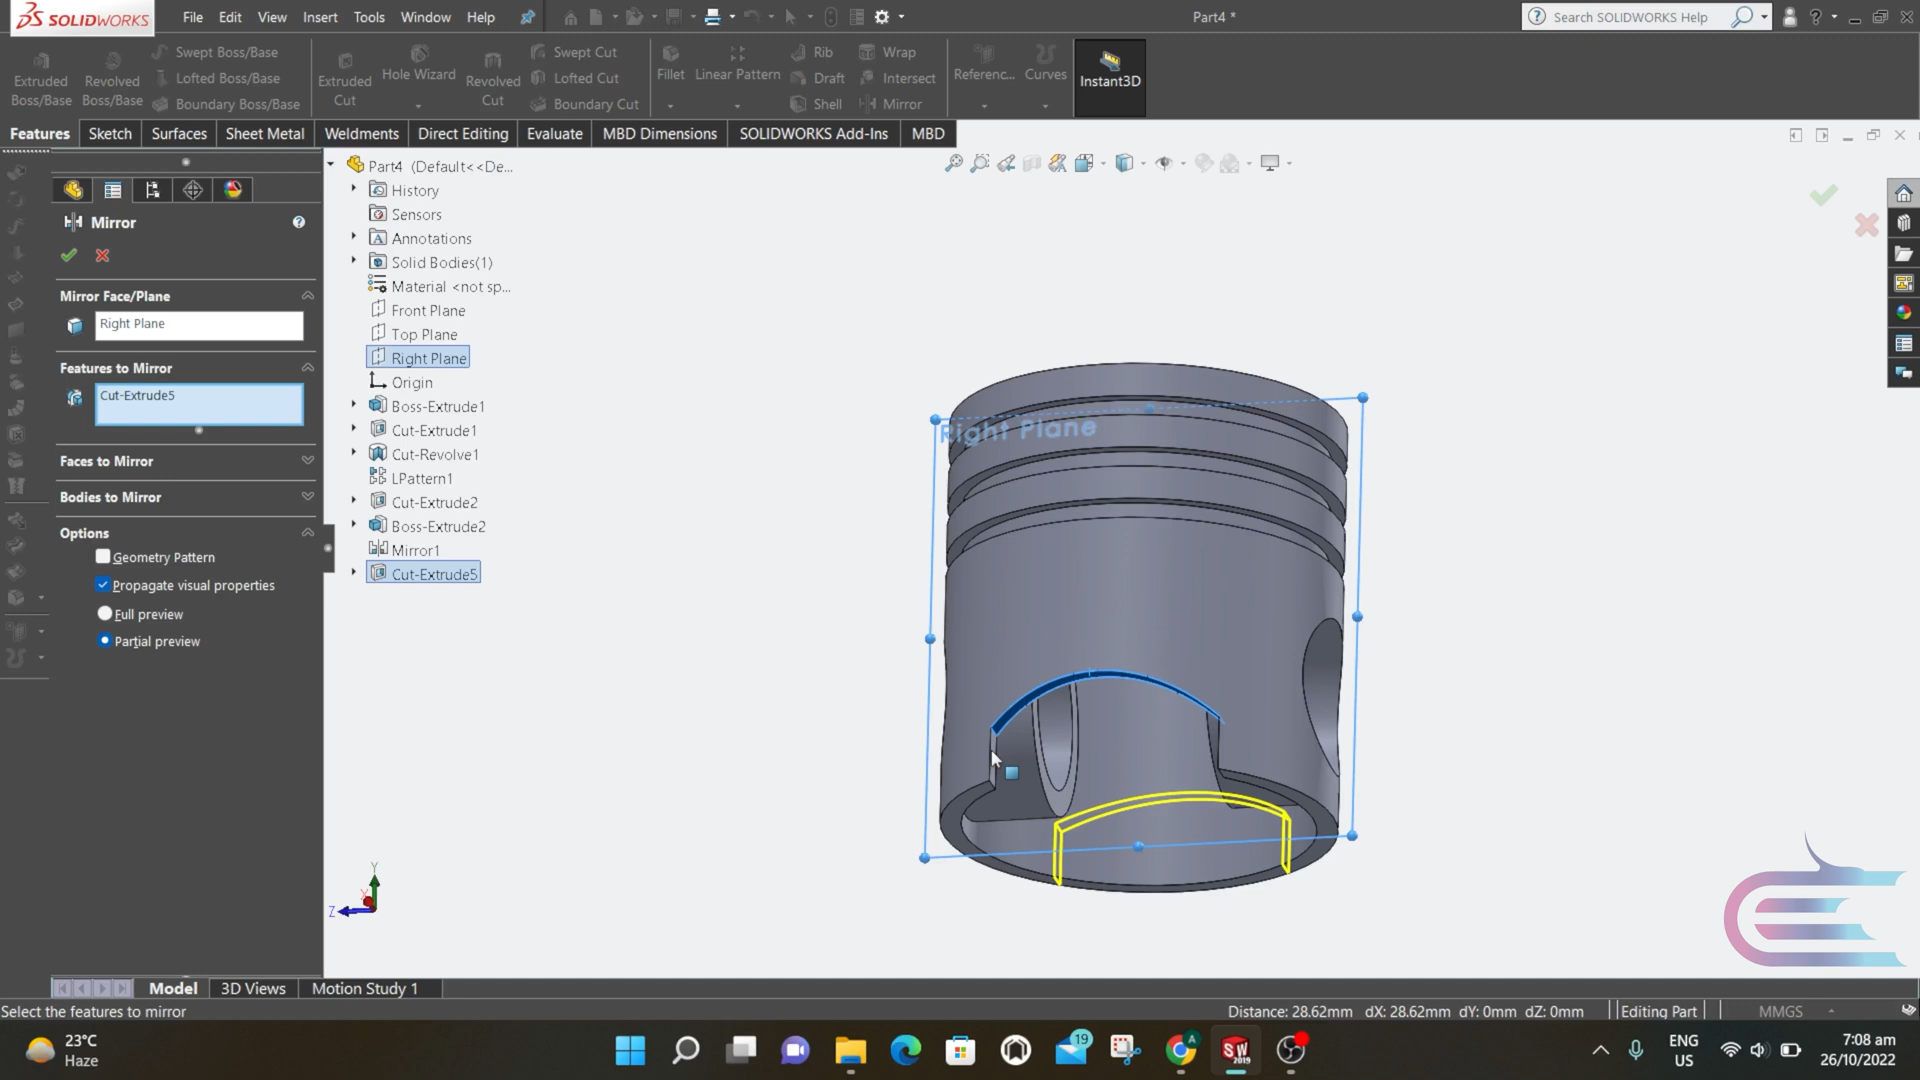 SOLIDWORKS
File Edit View Insert Tools Window Help
Part4 *
Search SOLIDWORKS Help
Extruded Boss/Base
Revolved Boss/Base
Swept Boss/Base
Lofted Boss/Base
Boundary Boss/Base
Extruded Cut
Hole Wizard
Revolved Cut
Swept Cut
Lofted Cut
Boundary Cut
Fillet
Linear Pattern
Rib
Draft
Shell
Wrap
Intersect
Mirror
Referenc...
Curves
Instant3D
Features Sketch Surfaces Sheet Metal Weldments Direct Editing Evaluate MBD Dimensions SOLIDWORKS Add-Ins MBD
Mirror
Mirror Face/Plane
Right Plane
Features to Mirror
Cut-Extrude5
Faces to Mirror
Bodies to Mirror
Options
Geometry Pattern
Propagate visual properties
Full preview
Partial preview
Part4 (Default<<De...
History
Sensors
Annotations
Solid Bodies(1)
Material <not sp...
Front Plane
Top Plane
Right Plane
Origin
Boss-Extrude1
Cut-Extrude1
Cut-Revolve1
LPattern1
Cut-Extrude2
Boss-Extrude2
Mirror1
Cut-Extrude5
Right Plane
Y
X
Z
Model 3D Views Motion Study 1
Select the features to mirror
Distance: 28.62mm dX: 28.62mm dY: 0mm dZ: 0mm
Editing Part
MMGS
23°C
Haze
19
A
SW
2019
ENG
US
7:08 am
26/10/2022